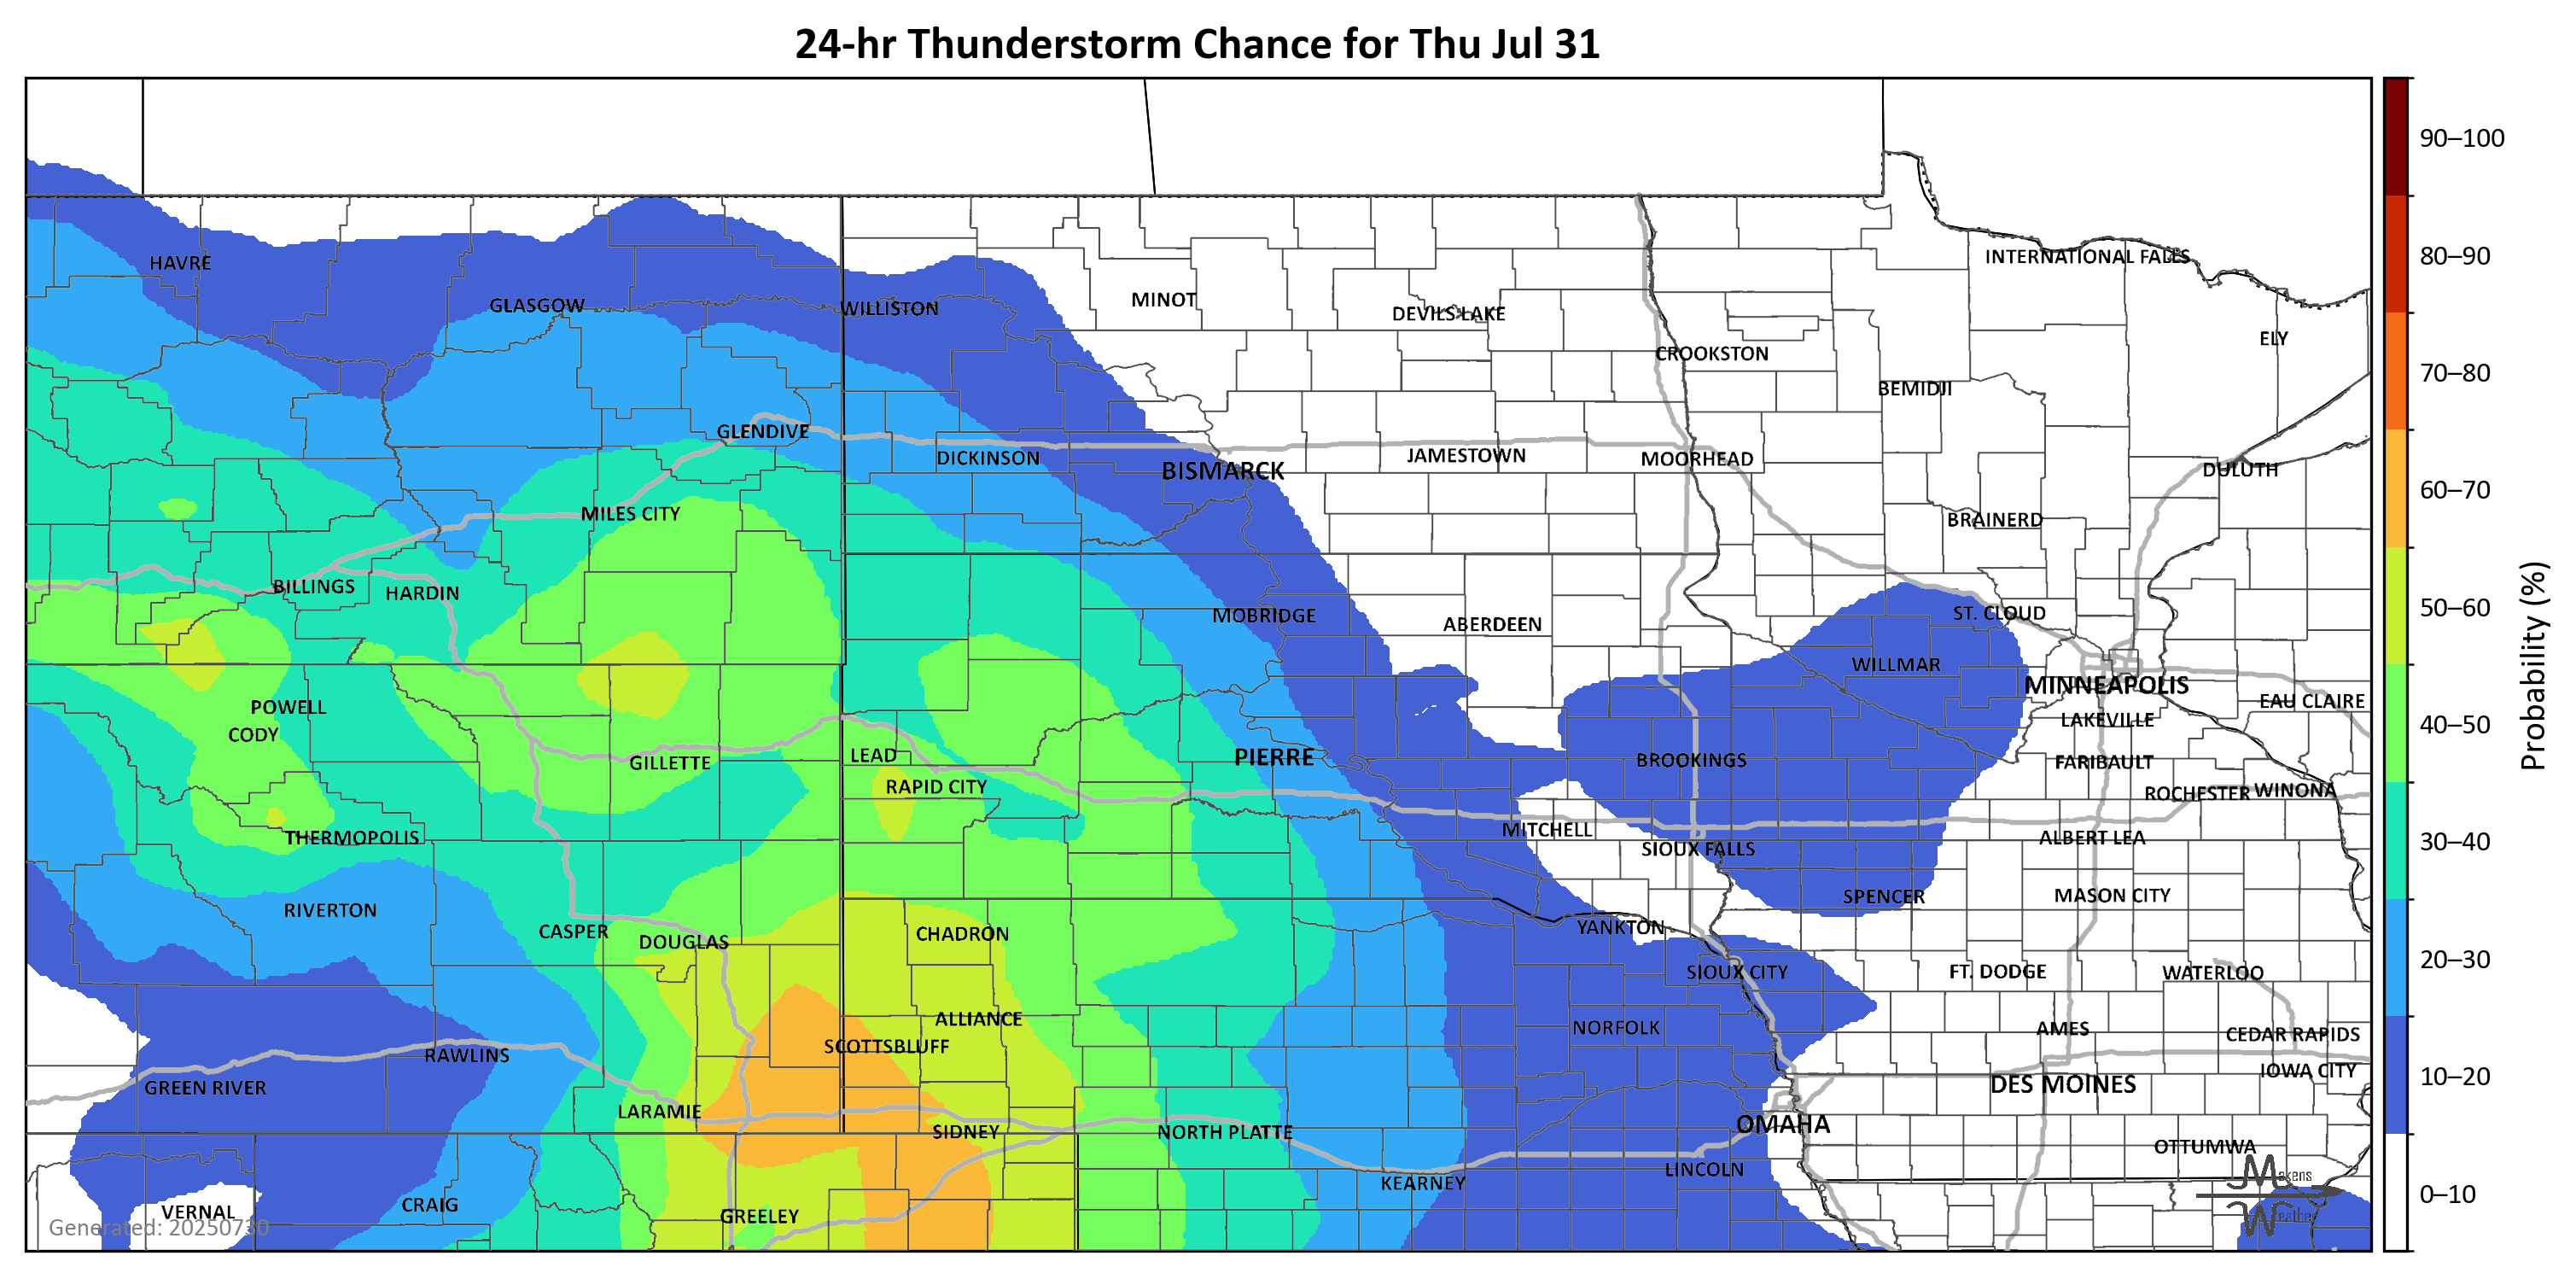 24-hr Thunderstorm Chance for Thu Jul 31
90–100
80–90
70–80
60–70
50–60
40–50
30–40
20–30
10–20
0–10
Probability (%)
HAVRE
GLASGOW
WILLISTON
MINOT
DEVILS LAKE
INTERNATIONAL FALLS
ELY
CROOKSTON
BEMIDJI
GLENDIVE
DICKINSON
BISMARCK
JAMESTOWN
MOORHEAD
DULUTH
MILES CITY
BRAINERD
BILLINGS
HARDIN
MOBRIDGE
ABERDEEN
ST. CLOUD
WILLMAR
MINNEAPOLIS
POWELL
CODY
EAU CLAIRE
LAKEVILLE
GILLETTE
LEAD
PIERRE
BROOKINGS
FARIBAULT
RAPID CITY
ROCHESTER
WINONA
THERMOPOLIS
MITCHELL
SIOUX FALLS
ALBERT LEA
RIVERTON
SPENCER
MASON CITY
CASPER
DOUGLAS
CHADRON
YANKTON
SIOUX CITY
FT. DODGE
WATERLOO
ALLIANCE
NORFOLK
AMES
CEDAR RAPIDS
RAWLINS
SCOTTSBLUFF
GREEN RIVER
DES MOINES
IOWA CITY
LARAMIE
SIDNEY
NORTH PLATTE
OMAHA
OTTUMWA
LINCOLN
KEARNEY
VERNAL
CRAIG
GREELEY
Makens
Weather
Generated: 20250730